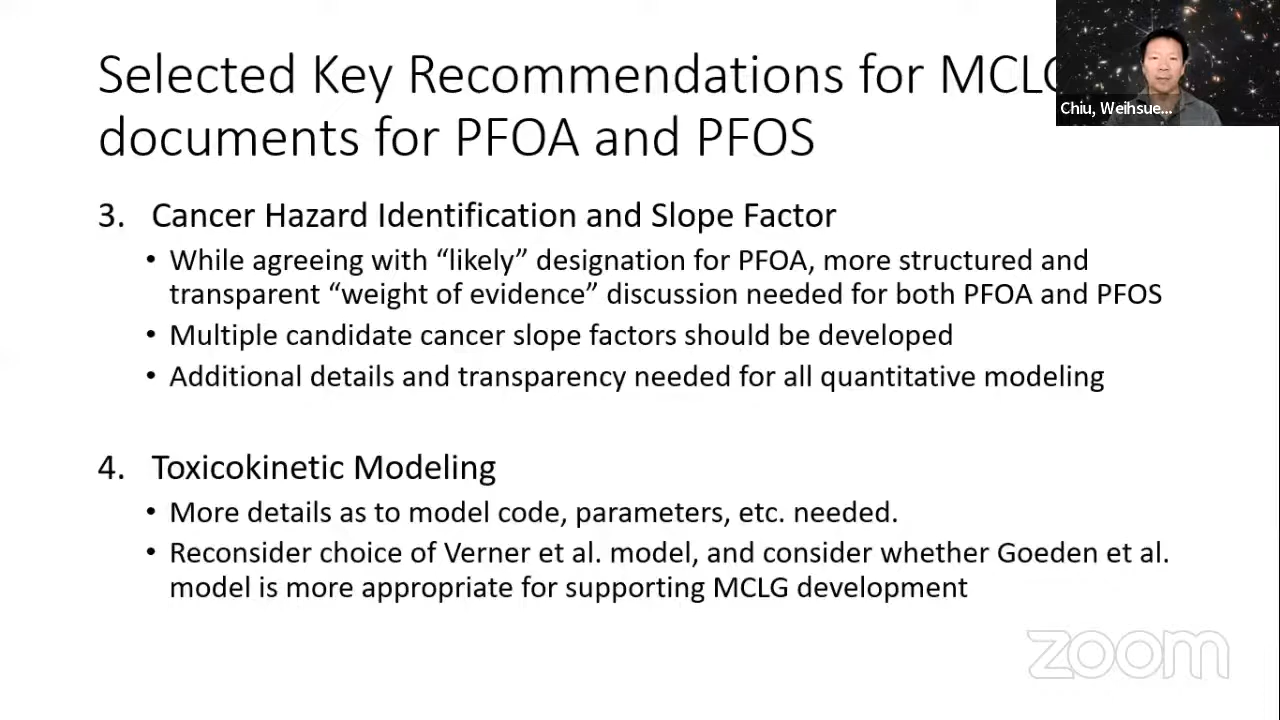 Selected Key Recommendations for MCLG
documents for PFOA and PFOS
Chiu, Weihsue...
3. Cancer Hazard Identification and Slope Factor
• While agreeing with “likely” designation for PFOA, more structured and
transparent “weight of evidence” discussion needed for both PFOA and PFOS
• Multiple candidate cancer slope factors should be developed
• Additional details and transparency needed for all quantitative modeling
4. Toxicokinetic Modeling
• More details as to model code, parameters, etc. needed.
• Reconsider choice of Verner et al. model, and consider whether Goeden et al.
model is more appropriate for supporting MCLG development
zoom